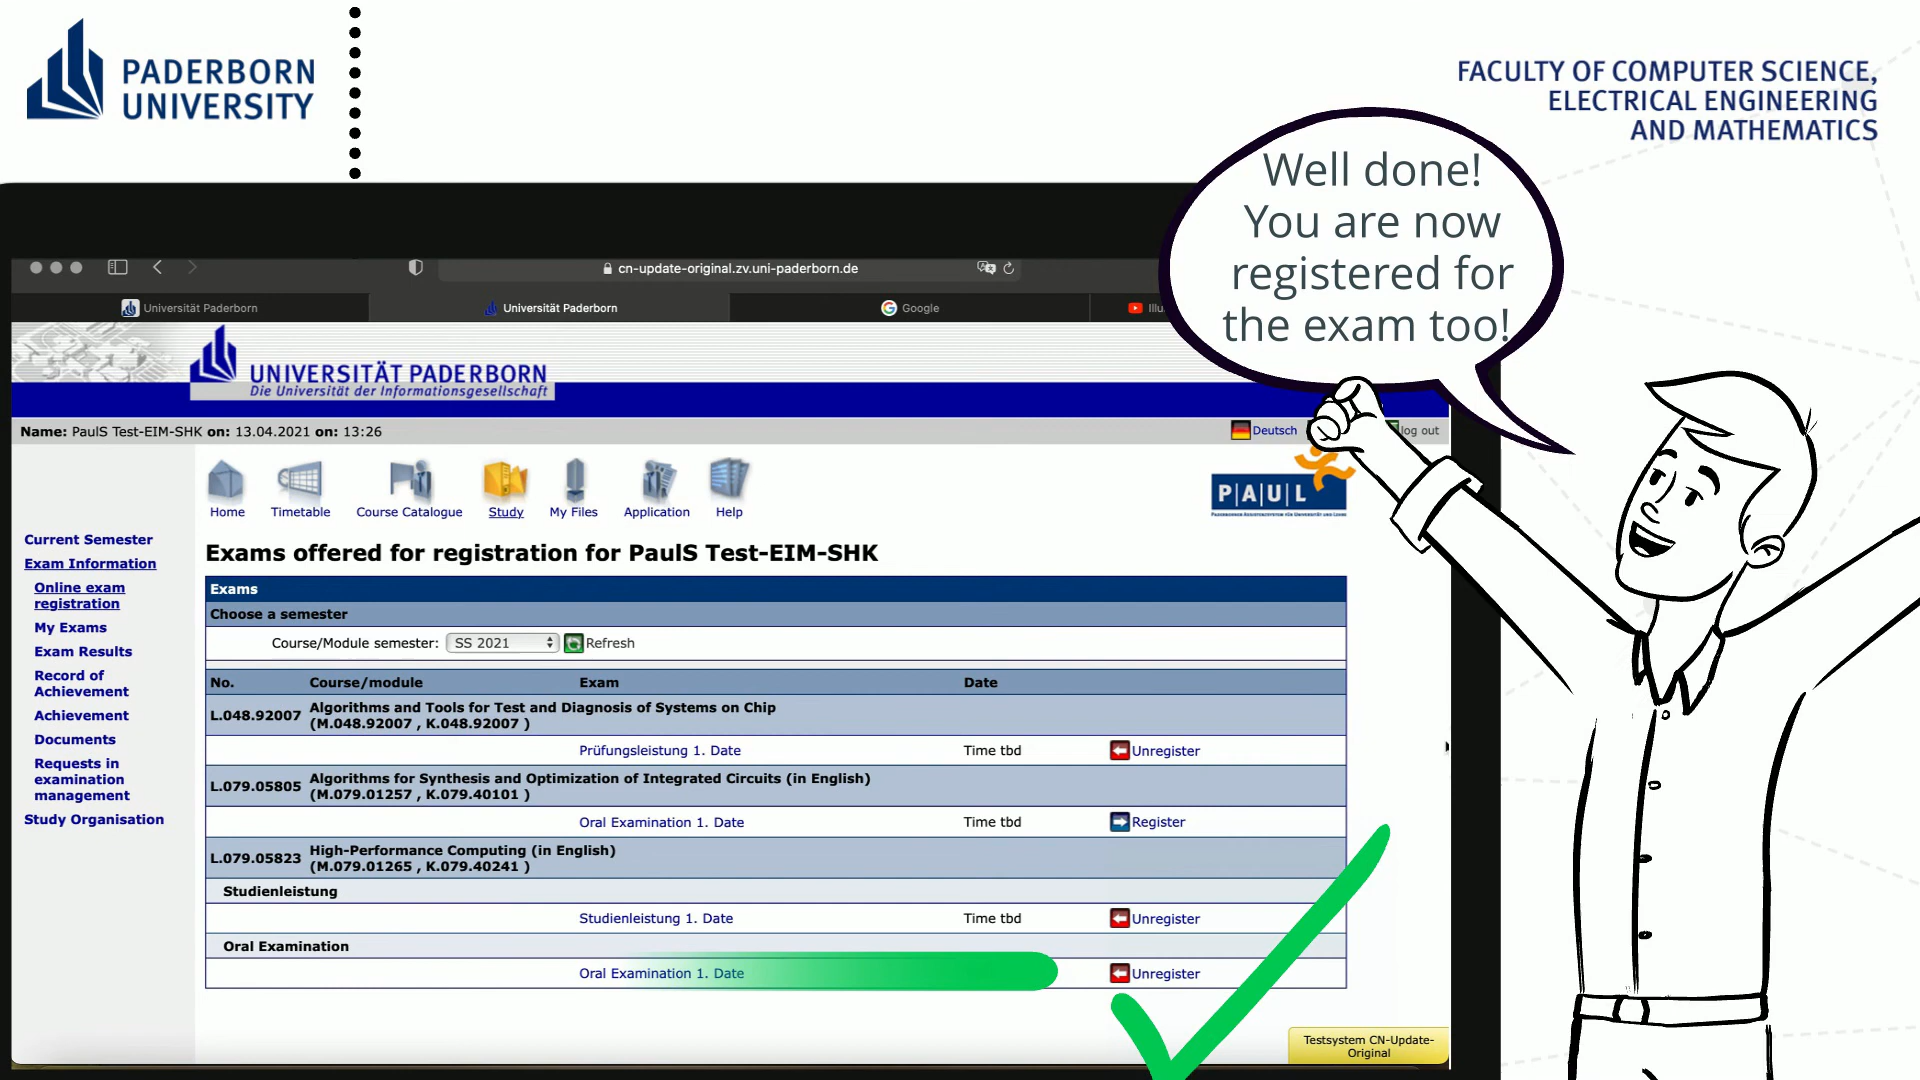 PADERBORN
UNIVERSITY
FACULTY OF COMPUTER SCIENCE,
ELECTRICAL ENGINEERING
AND MATHEMATICS
Well done!
You are now
registered for
the exam too!
cn-update-original.zv.uni-paderborn.de
Universität Paderborn
Universität Paderborn
Google
UNIVERSITÄT PADERBORN
Die Universität der Informationsgesellschaft
Name: PaulS Test-EIM-SHK on: 13.04.2021 on: 13:26
Deutsch
log out
Home
Timetable
Course Catalogue
Study
My Files
Application
Help
P|A|U|L
Current Semester
Exam Information
Online exam
registration
My Exams
Exam Results
Record of
Achievement
Achievement
Documents
Requests in
examination
management
Study Organisation
Exams offered for registration for PaulS Test-EIM-SHK
Exams
Choose a semester
Course/Module semester: SS 2021 Refresh
No. Course/module Exam Date
L.048.92007 Algorithms and Tools for Test and Diagnosis of Systems on Chip
(M.048.92007 , K.048.92007 )
Prüfungsleistung 1. Date Time tbd Unregister
L.079.05805 Algorithms for Synthesis and Optimization of Integrated Circuits (in English)
(M.079.01257 , K.079.40101 )
Oral Examination 1. Date Time tbd Register
L.079.05823 High-Performance Computing (in English)
(M.079.01265 , K.079.40241 )
Studienleistung
Studienleistung 1. Date Time tbd Unregister
Oral Examination
Oral Examination 1. Date Unregister
Testsystem CN-Update-
Original